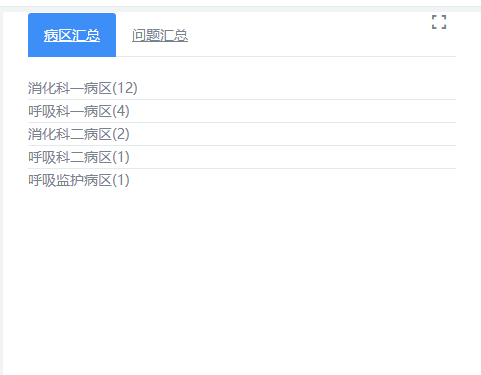 病区汇总 问题汇总
消化科一病区(12)
呼吸科一病区(4)
消化科二病区(2)
呼吸科二病区(1)
呼吸监护病区(1)